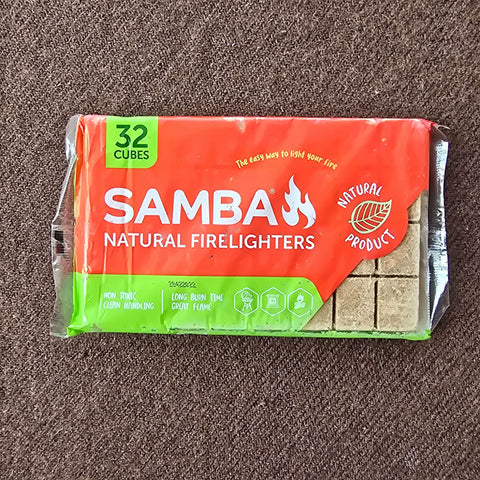 32
CUBES
The easy way to light your fire
SAMBA®
NATURAL FIRELIGHTERS
NATURAL
PRODUCT
NON TOXIC
CLEAN HANDLING
LONG BURN TIME
GREAT FLAME